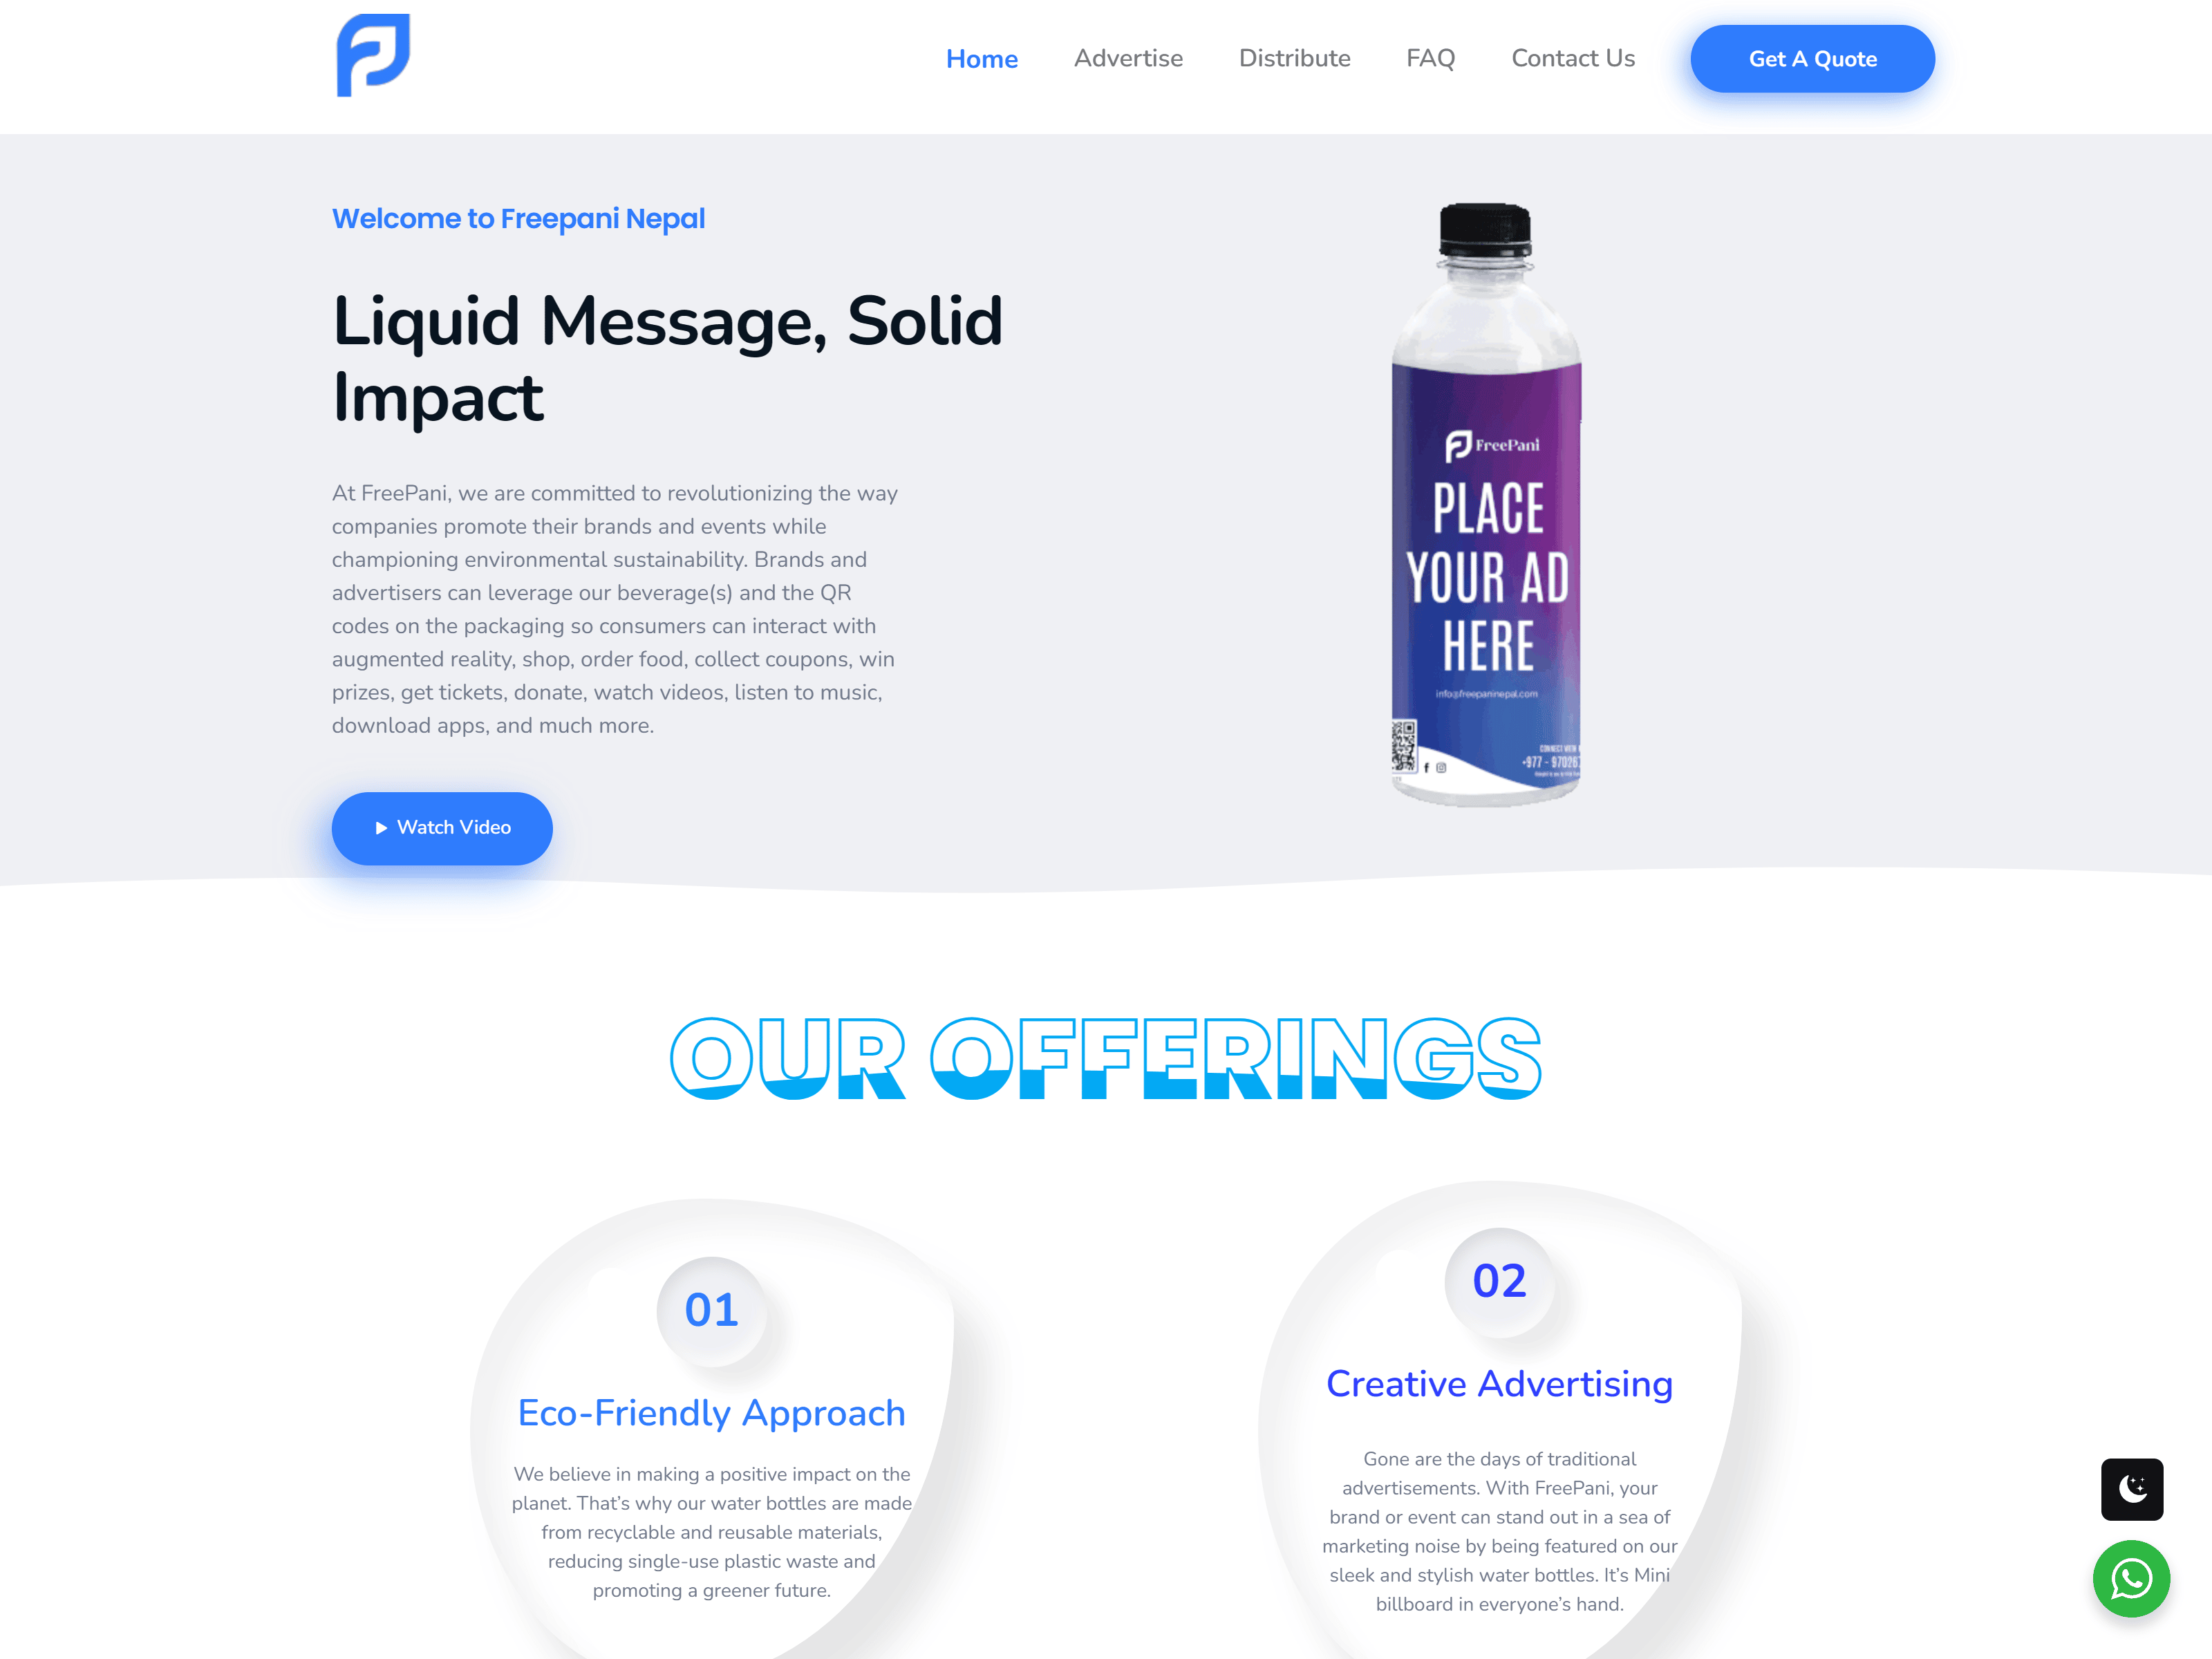 Home
Advertise
Distribute
FAQ
Contact Us
Get A Quote
Welcome to Freepani Nepal
Liquid Message, Solid
Impact
At FreePani, we are committed to revolutionizing the way
companies promote their brands and events while
championing environmental sustainability. Brands and
advertisers can leverage our beverage(s) and the QR
codes on the packaging so consumers can interact with
augmented reality, shop, order food, collect coupons, win
prizes, get tickets, donate, watch videos, listen to music,
download apps, and much more.
Watch Video
FreePani
PLACE
YOUR AD
HERE
info@freepaninepal.com
CONNECT WITH
+977 - 970267
OUR OFFERINGS
01
Eco-Friendly Approach
We believe in making a positive impact on the
planet. That’s why our water bottles are made
from recyclable and reusable materials,
reducing single-use plastic waste and
promoting a greener future.
02
Creative Advertising
Gone are the days of traditional
advertisements. With FreePani, your
brand or event can stand out in a sea of
marketing noise by being featured on our
sleek and stylish water bottles. It’s Mini
billboard in everyone’s hand.